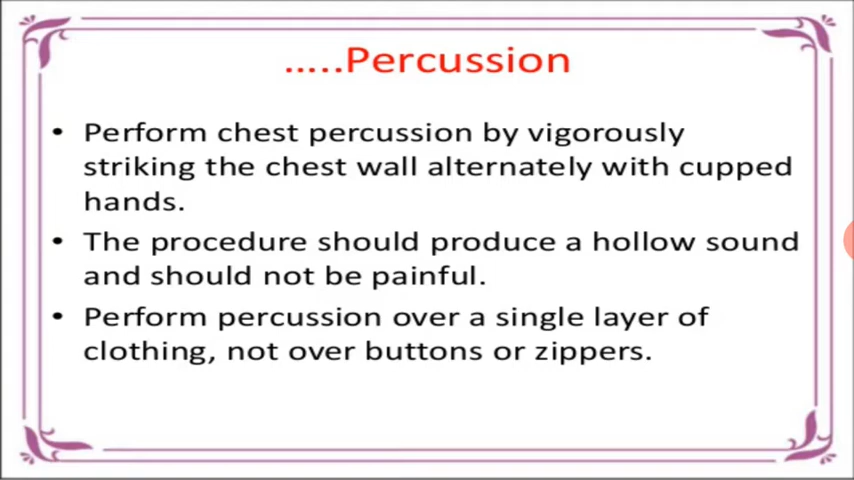 .....Percussion
• Perform chest percussion by vigorously
striking the chest wall alternately with cupped
hands.
• The procedure should produce a hollow sound
and should not be painful.
• Perform percussion over a single layer of
clothing, not over buttons or zippers.